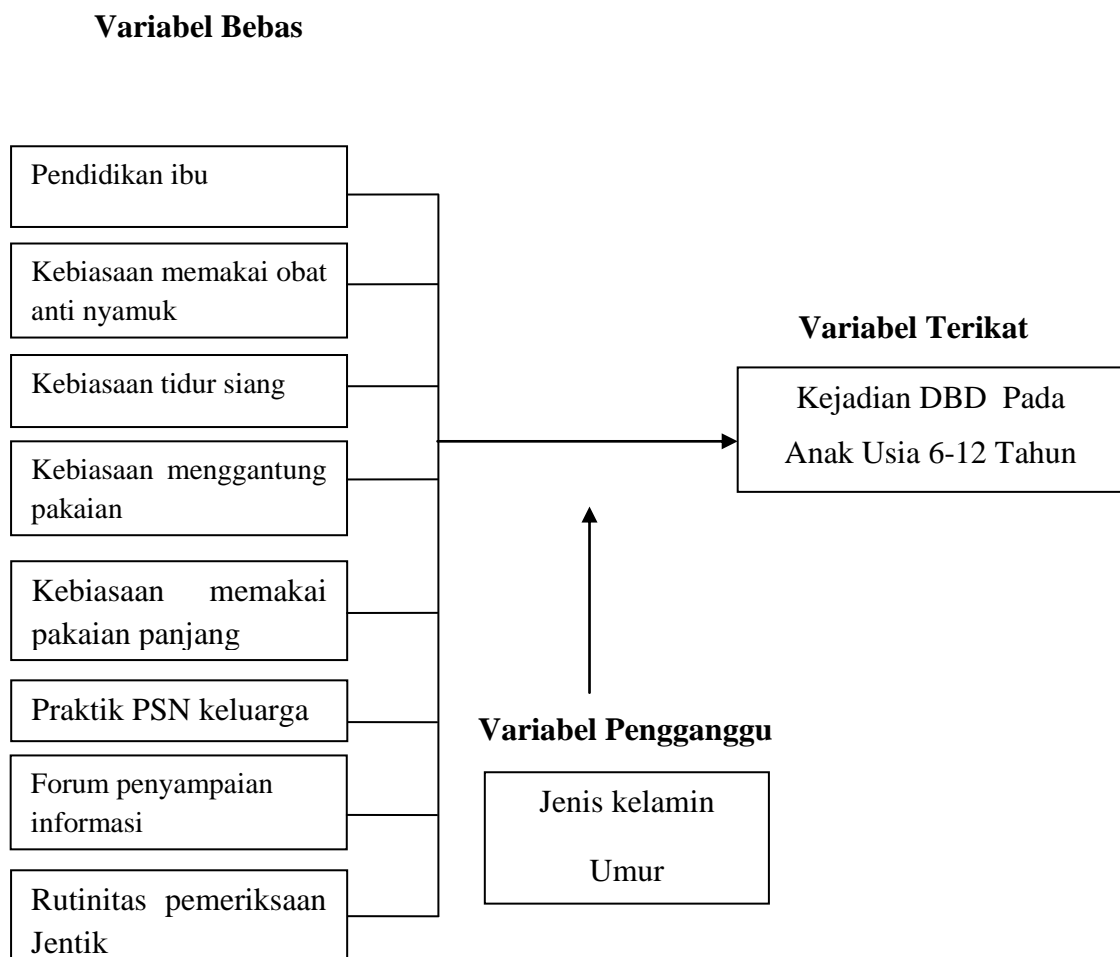 Variabel Bebas
Pendidikan ibu
Kebiasaan memakai obat
anti nyamuk
Kebiasaan tidur siang
Kebiasaan menggantung
pakaian
Kebiasaan memakai
pakaian panjang
Praktik PSN keluarga
Forum penyampaian
informasi
Rutinitas pemeriksaan
Jentik
Variabel Terikat
Kejadian DBD Pada
Anak Usia 6-12 Tahun
Variabel Pengganggu
Jenis kelamin
Umur